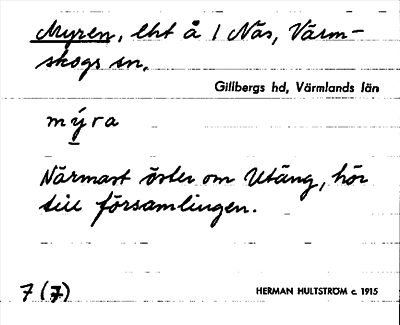 Myren, lht å 1 Näs, Värm-
skogs sn.
Gillbergs hd, Värmlands län
mýra
Närmast öster om Utäng, hör
till församlingen.
7 (7)
HERMAN HULTSTRÖM c. 1915